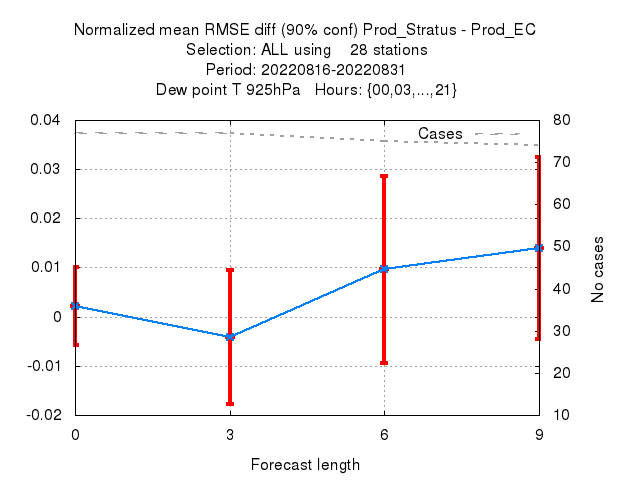 Normalized mean RMSE diff (90% conf) Prod_Stratus - Prod_EC
Selection: ALL using    28 stations
Period: 20220816-20220831
Dew point T 925hPa   Hours: {00,03,...,21}
0.04
0.03
0.02
0.01
0
-0.01
-0.02
Cases
80
70
60
50
40
30
20
10
No cases
0 3 6 9
Forecast length